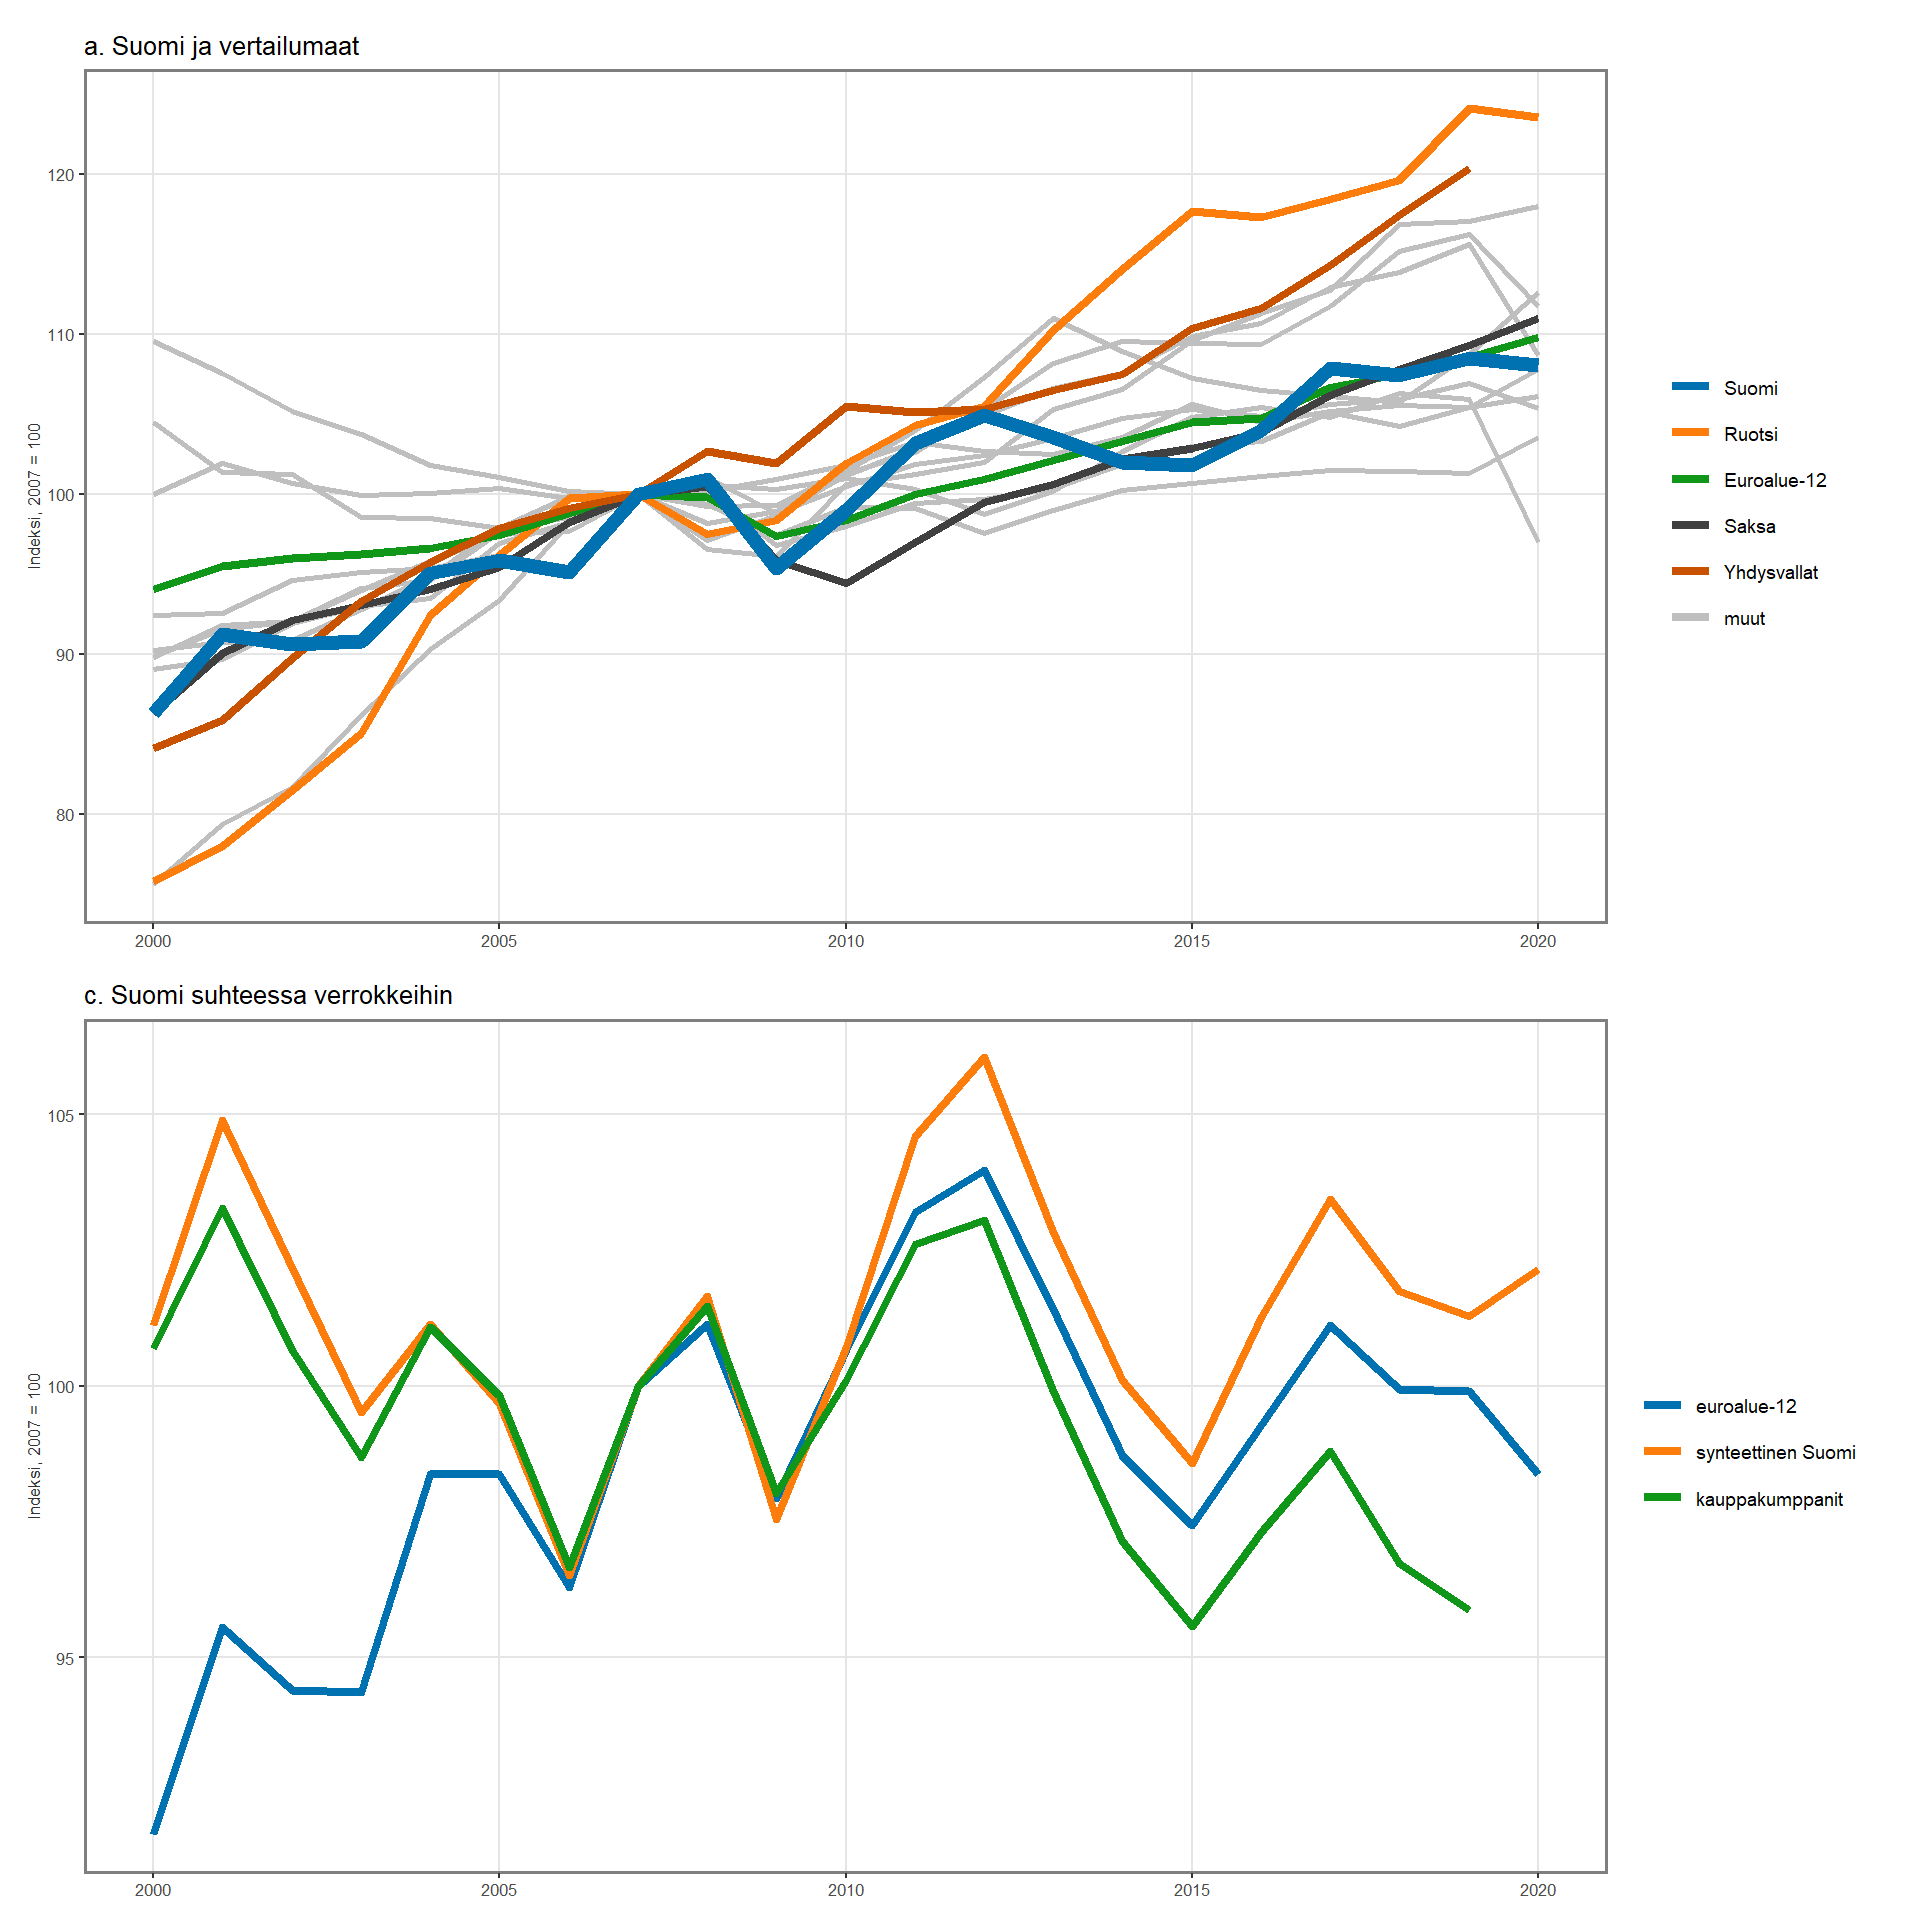 a. Suomi ja vertailumaat
Indeksi, 2007 = 100
120
110
100
90
80
2000 2005 2010 2015 2020
Suomi
Ruotsi
Euroalue-12
Saksa
Yhdysvallat
muut
c. Suomi suhteessa verrokkeihin
Indeksi, 2007 = 100
105
100
95
2000 2005 2010 2015 2020
euroalue-12
synteettinen Suomi
kauppakumppanit